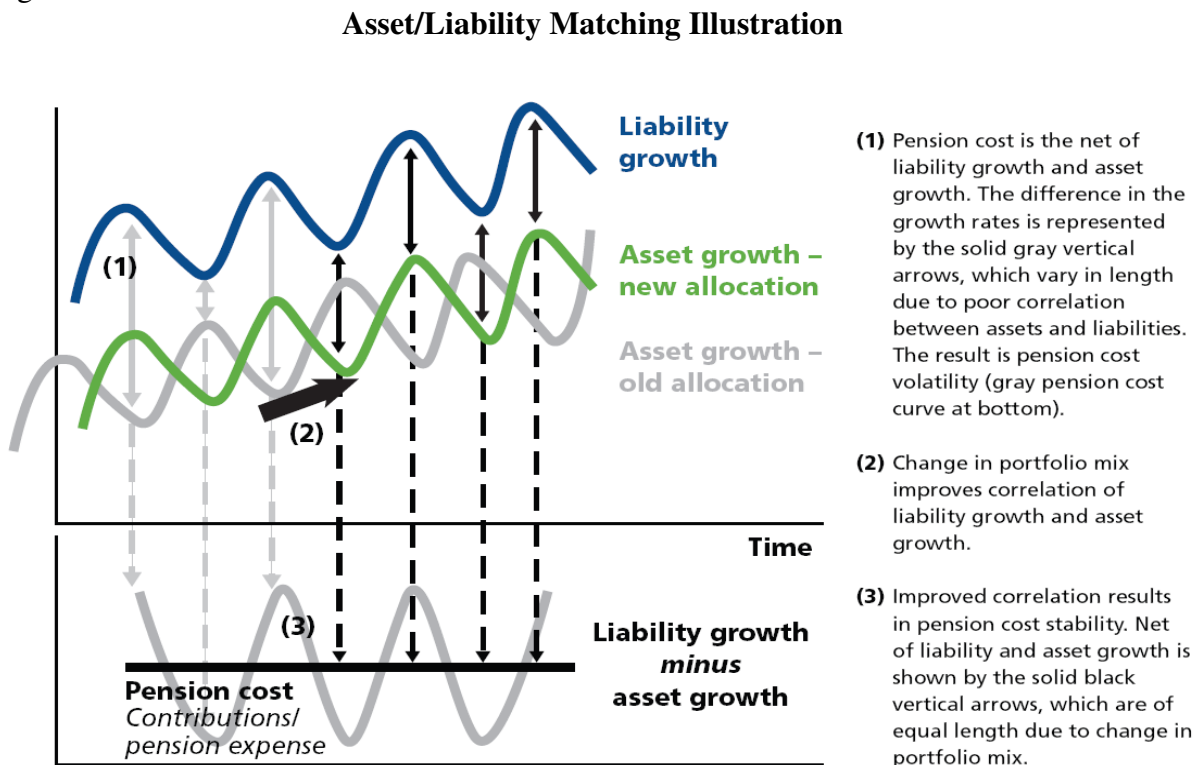 Asset/Liability Matching Illustration
Liability
growth
(1)
Asset growth –
new allocation
Asset growth –
old allocation
(2)
Time
(3)
Liability growth
minus
asset growth
Pension cost
Contributions/
pension expense
(1) Pension cost is the net of
liability growth and asset
growth. The difference in the
growth rates is represented
by the solid gray vertical
arrows, which vary in length
due to poor correlation
between assets and liabilities.
The result is pension cost
volatility (gray pension cost
curve at bottom).
(2) Change in portfolio mix
improves correlation of
liability growth and asset
growth.
(3) Improved correlation results
in pension cost stability. Net
of liability and asset growth is
shown by the solid black
vertical arrows, which are of
equal length due to change in
portfolio mix.